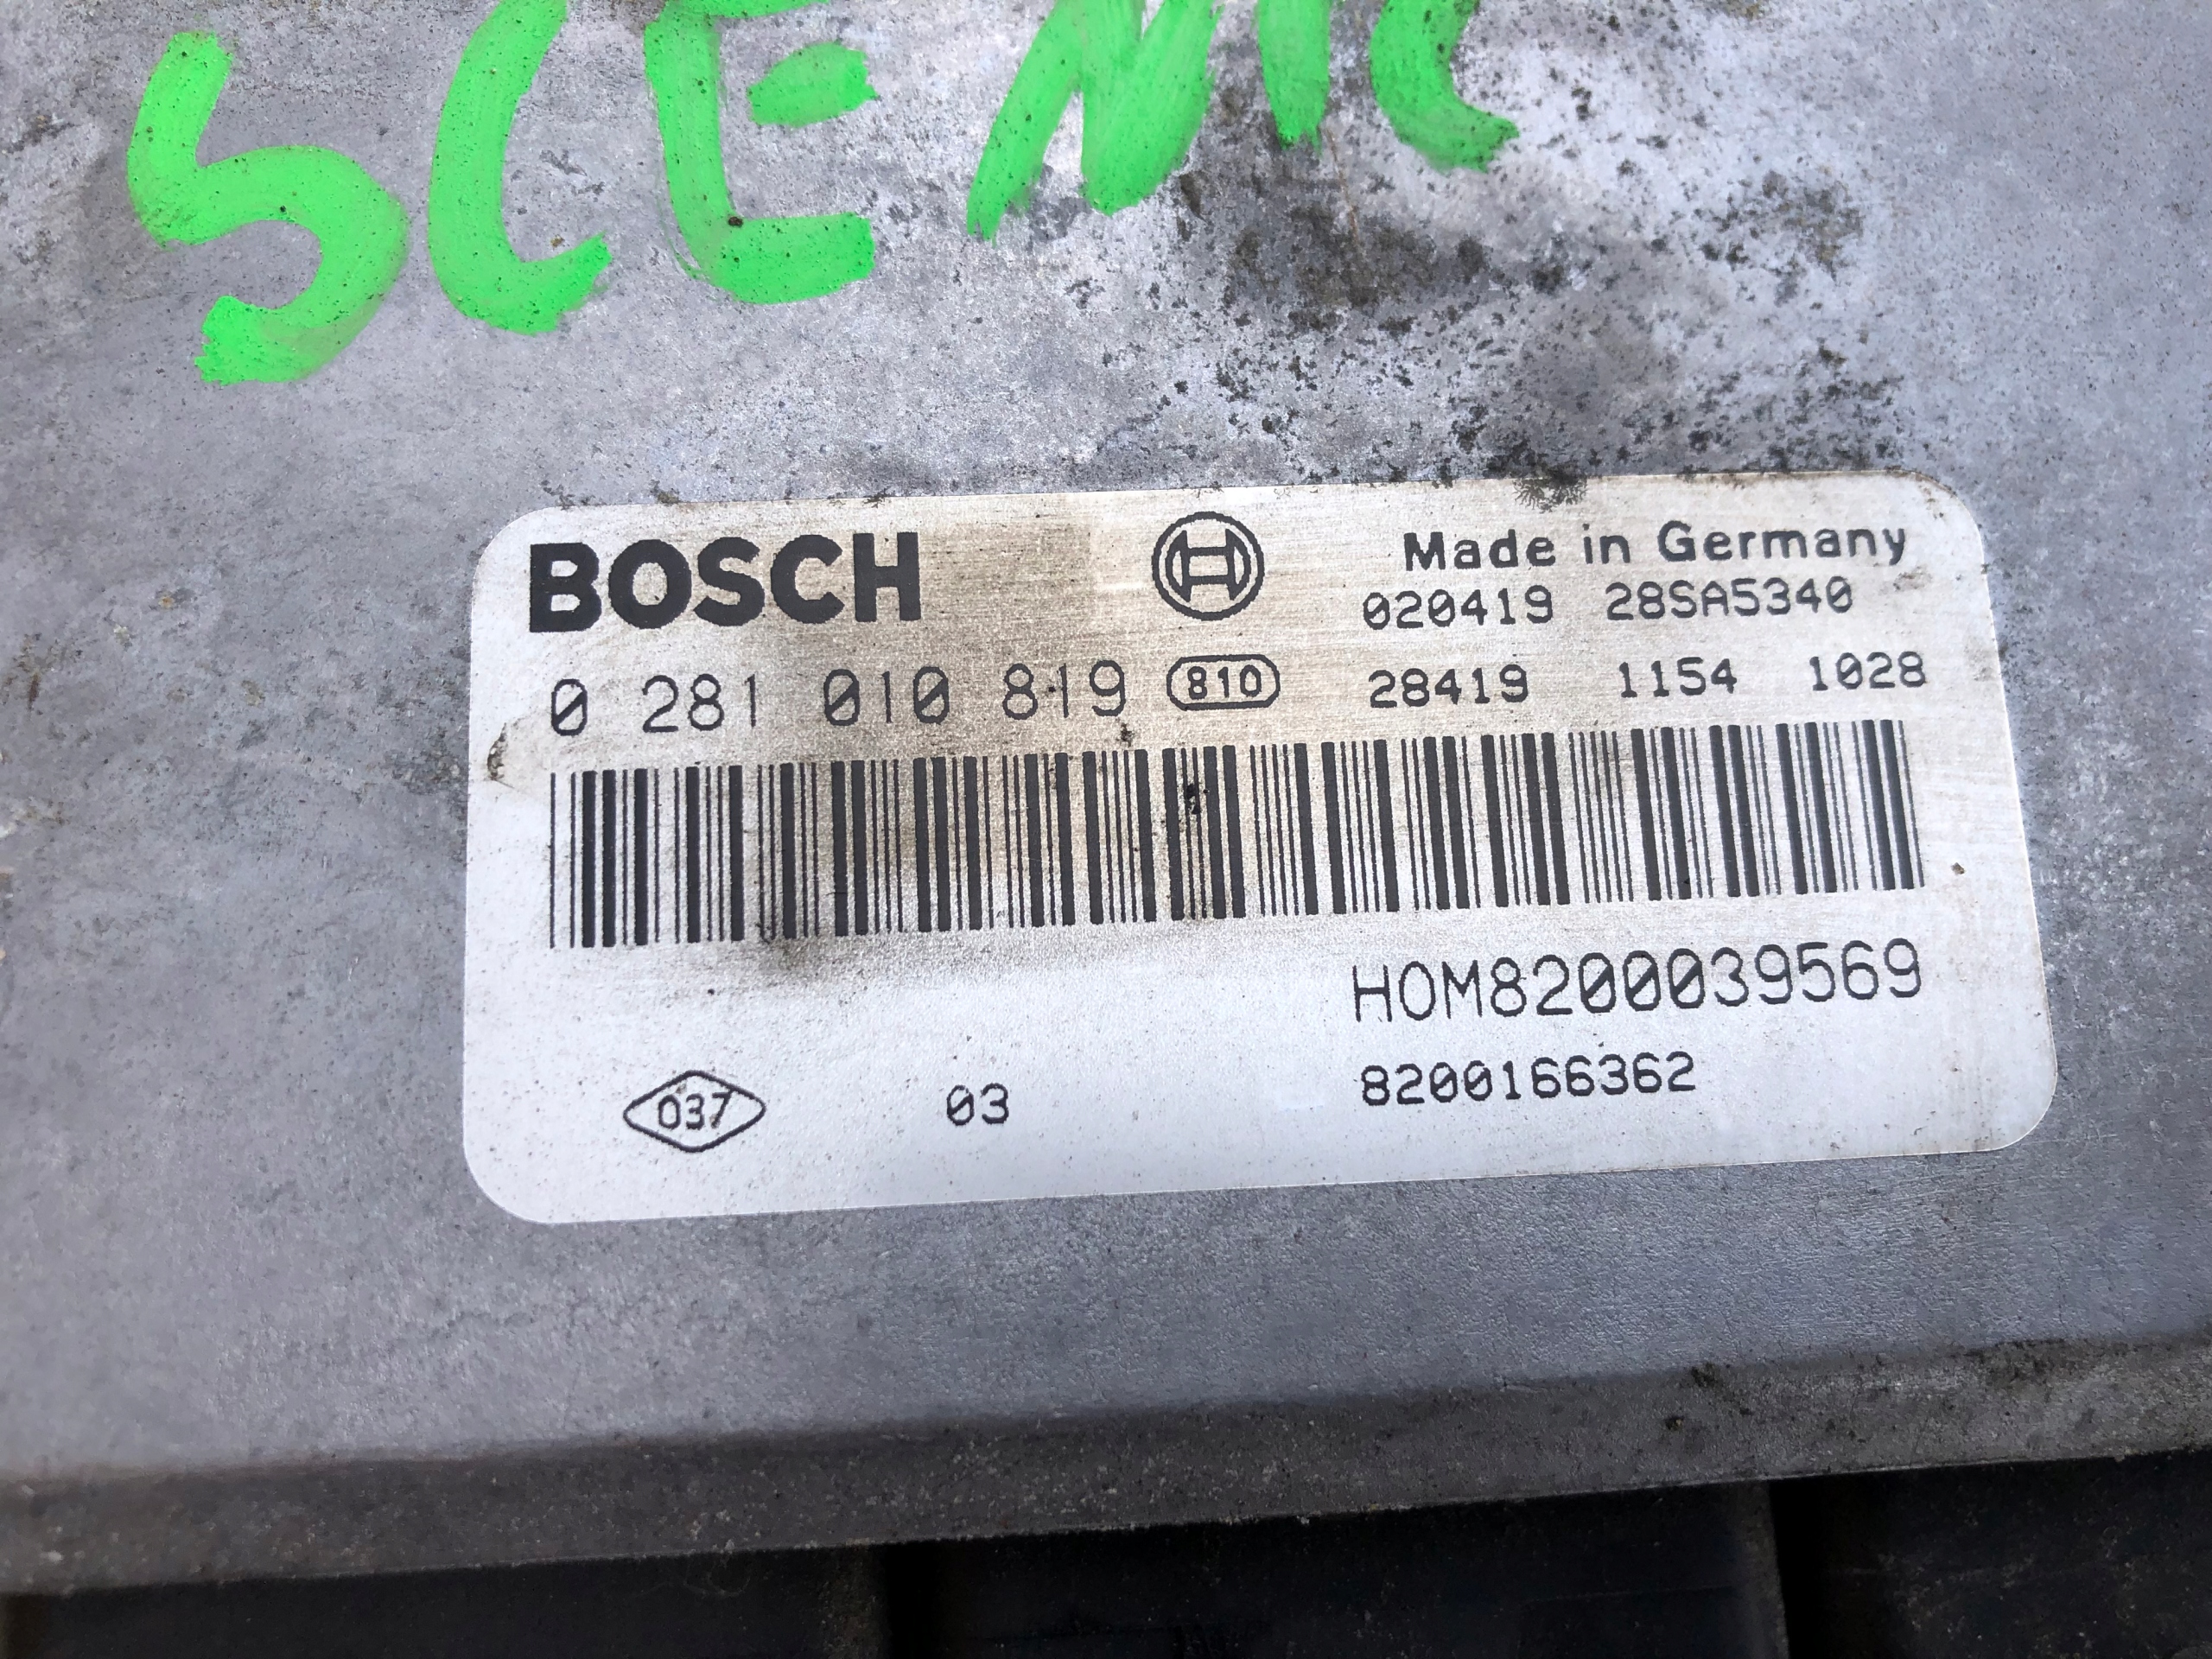 SCENIC
BOSCH
Made in Germany
020419 28SA5340
0 281 010 819 810 28419 1154 1028
HOM8200039569
037 03 8200166362